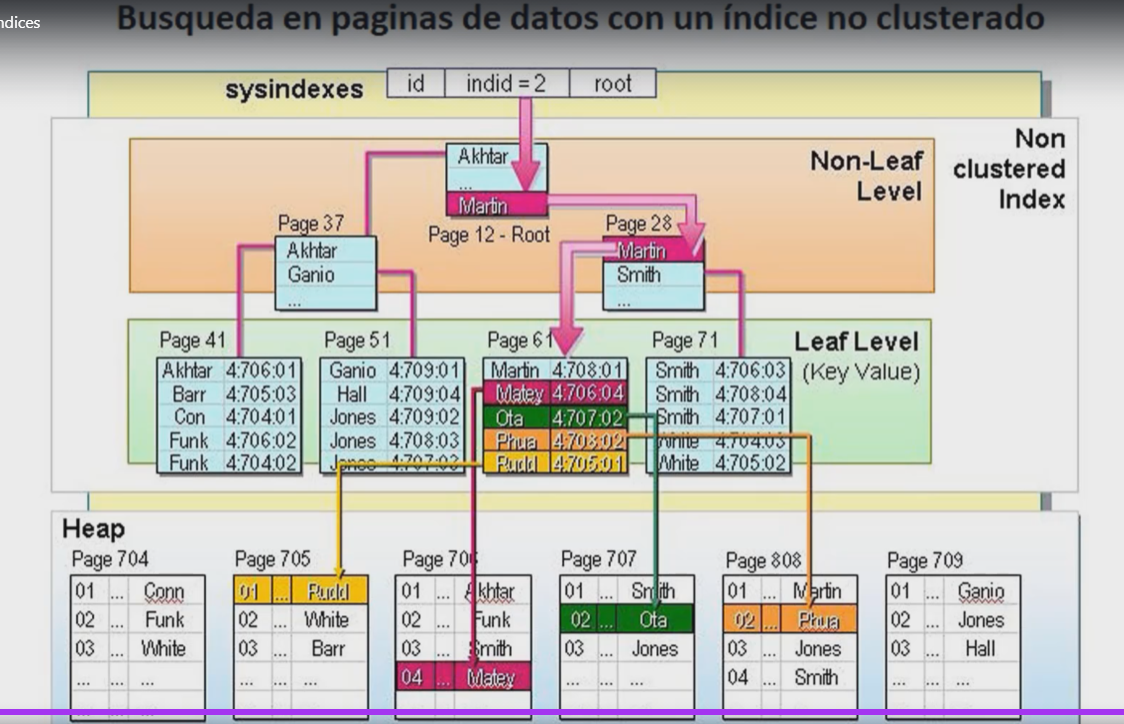 ndices
Busqueda en paginas de datos con un índice no clusterado
sysindexes id indid = 2 root
Non clustered Index
Non-Leaf Level
Akhtar
...
Martin
Page 12 - Root
Page 37
Akhtar
Ganio
...
Page 28
Martin
Smith
...
Leaf Level
(Key Value)
Page 41
Akhtar 4:706:01
Barr 4:705:03
Con 4:704:01
Funk 4:706:02
Funk 4:704:02
Page 51
Ganio 4:709:01
Hall 4:709:04
Jones 4:709:02
Jones 4:708:03
Jones 4:707:03
Page 61
Martin 4:708:01
Matey 4:706:04
Ota 4:707:02
Phua 4:708:02
Rudd 4:705:01
Page 71
Smith 4:706:03
Smith 4:708:04
Smith 4:707:01
White 4:704:03
White 4:705:02
Heap
Page 704
01 ... Conn
02 ... Funk
03 ... White
... ... ...
Page 705
01 ... Rudd
02 ... White
03 ... Barr
... ... ...
Page 706
01 ... Akhtar
02 ... Funk
03 ... Smith
04 ... Matey
Page 707
01 ... Smith
02 ... Ota
03 ... Jones
... ... ...
Page 808
01 ... Martin
02 ... Phua
03 ... Jones
04 ... Smith
Page 709
01 ... Ganio
02 ... Jones
03 ... Hall
... ... ...